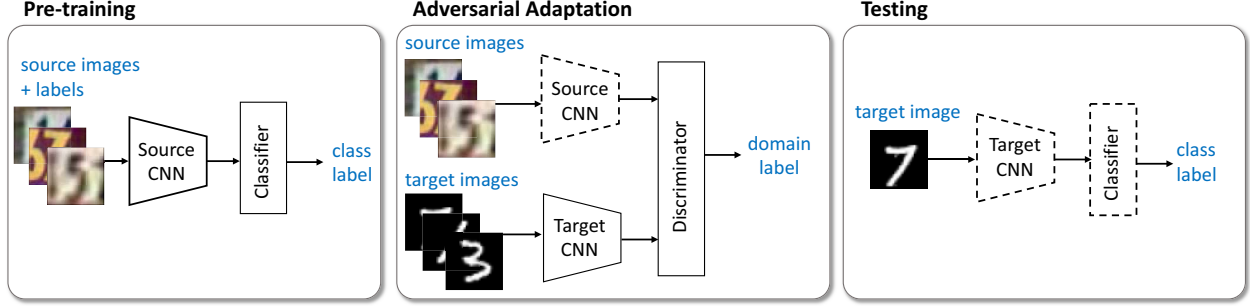 Pre-training
source images
+ labels
Source
CNN
Classifier
class
label
Adversarial Adaptation
source images
Source
CNN
target images
Target
CNN
Discriminator
domain
label
Testing
target image
7
Target
CNN
Classifier
class
label